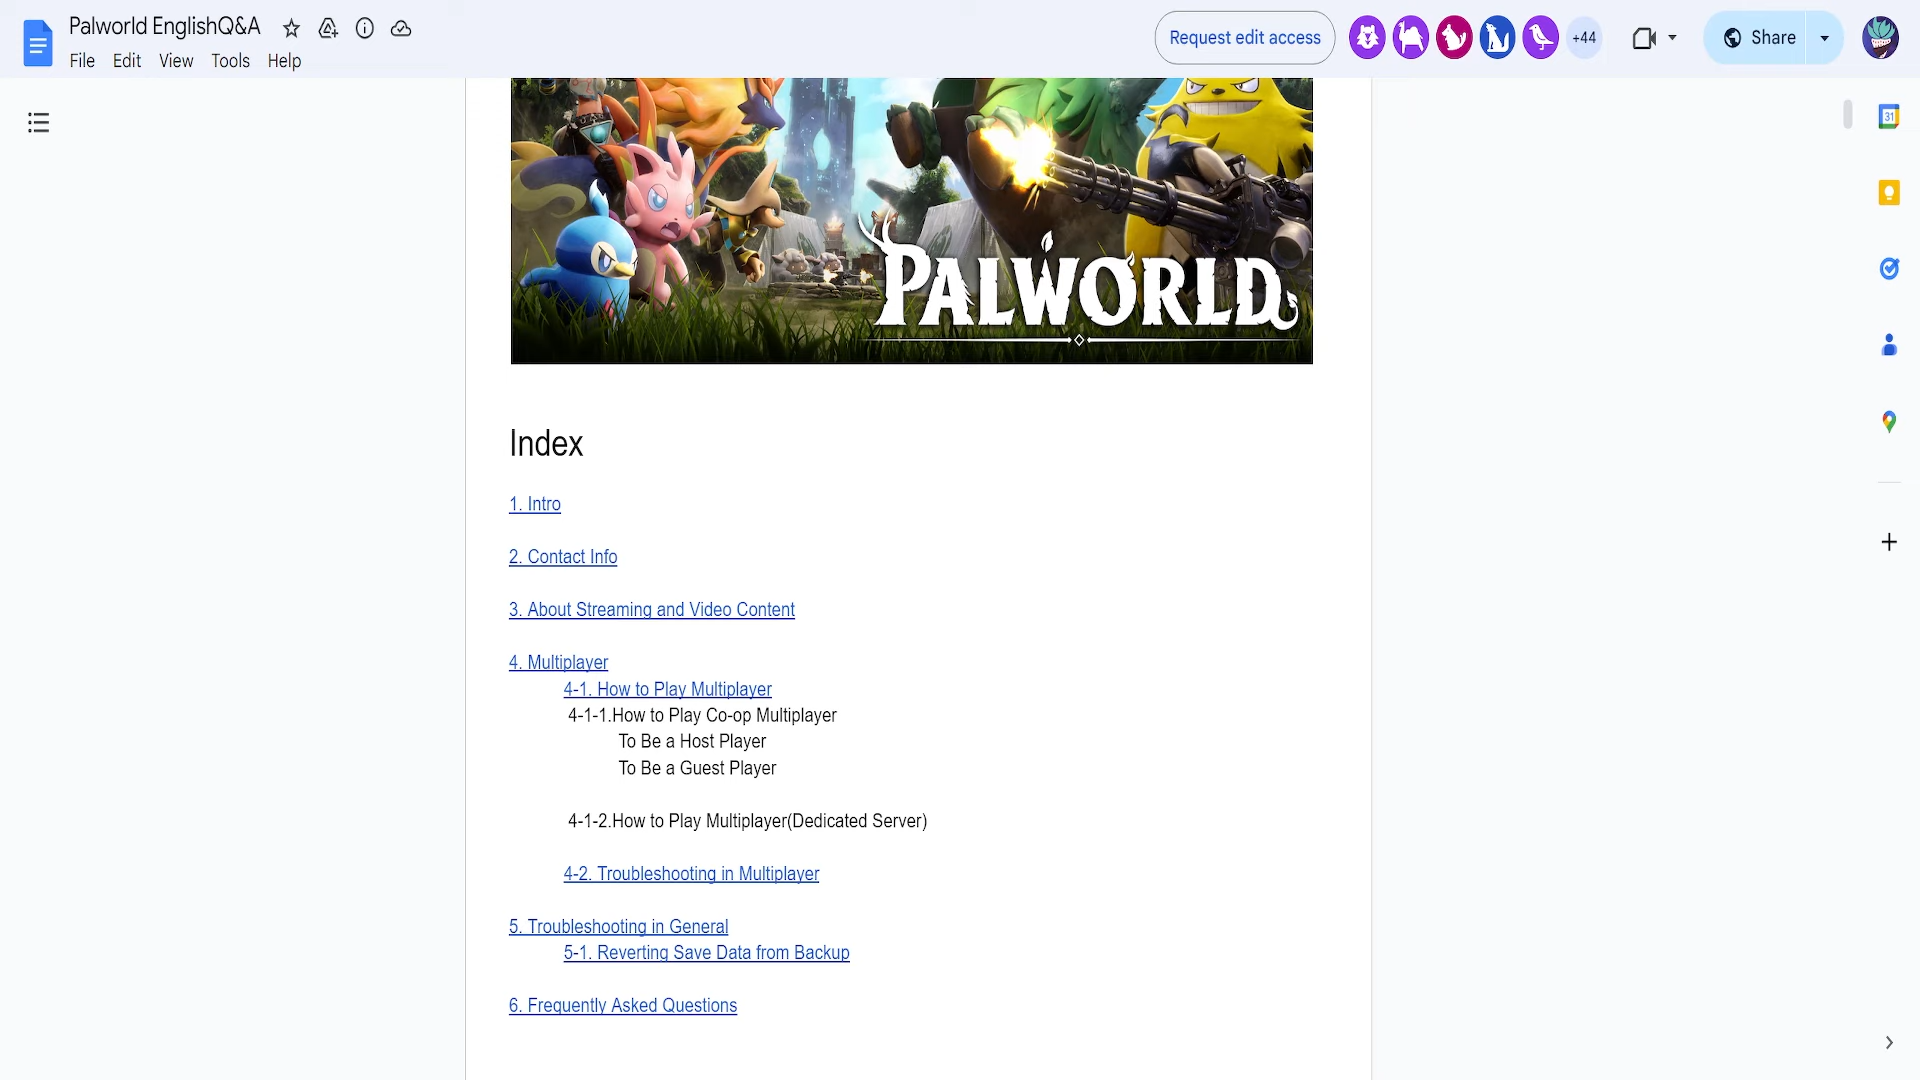 Palworld EnglishQ&A
File Edit View Tools Help
Request edit access
+44
Share
31
PALWORLD
Index
1. Intro
2. Contact Info
3. About Streaming and Video Content
4. Multiplayer
4-1. How to Play Multiplayer
4-1-1.How to Play Co-op Multiplayer
To Be a Host Player
To Be a Guest Player
4-1-2.How to Play Multiplayer(Dedicated Server)
4-2. Troubleshooting in Multiplayer
5. Troubleshooting in General
5-1. Reverting Save Data from Backup
6. Frequently Asked Questions